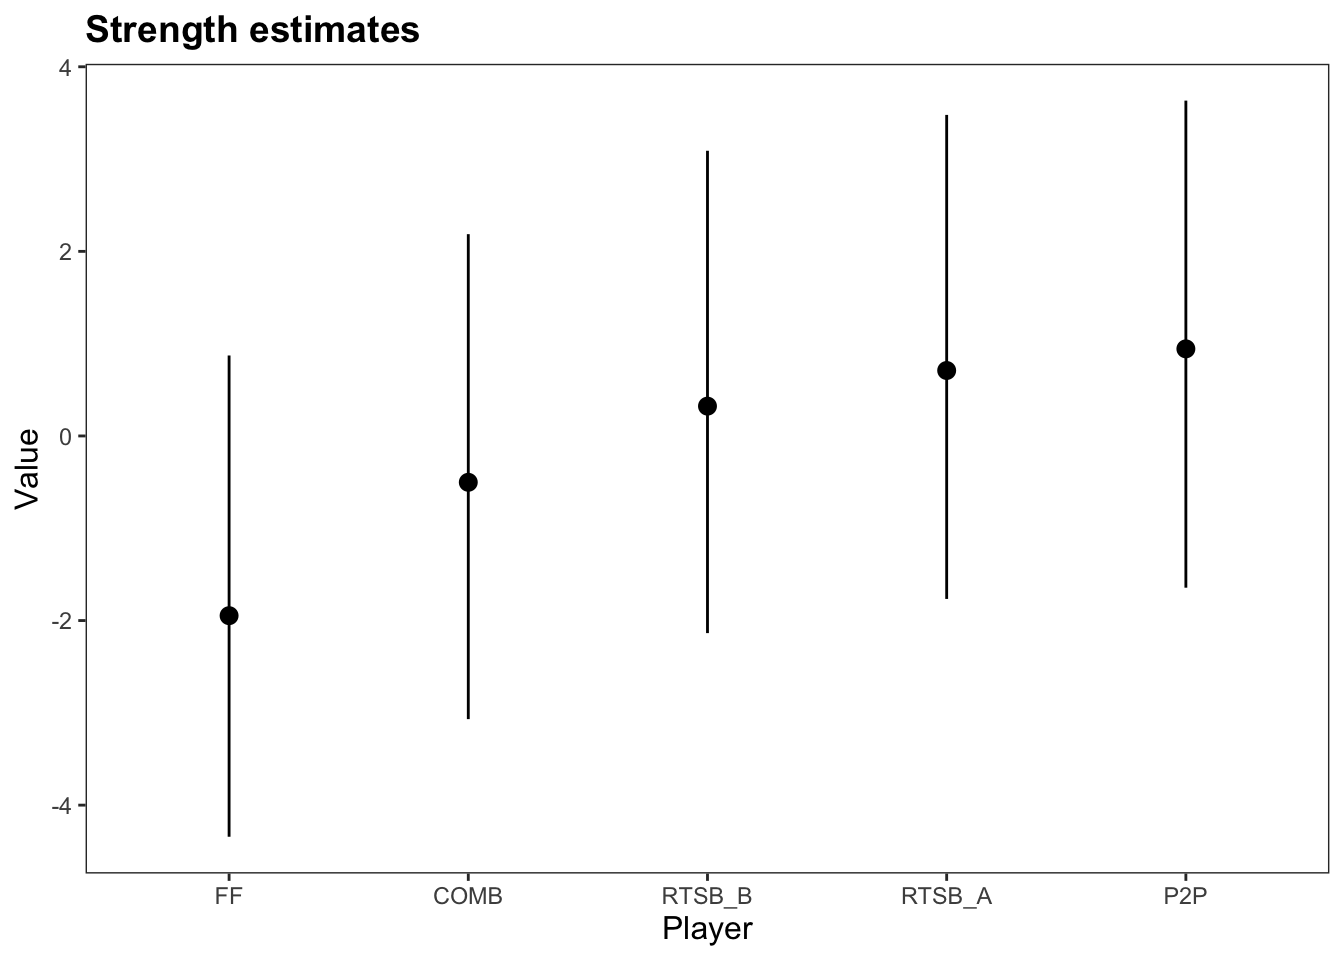 Strength estimates
4
2
0
-2
-4
Value
FF COMB RTSB_B RTSB_A P2P
Player